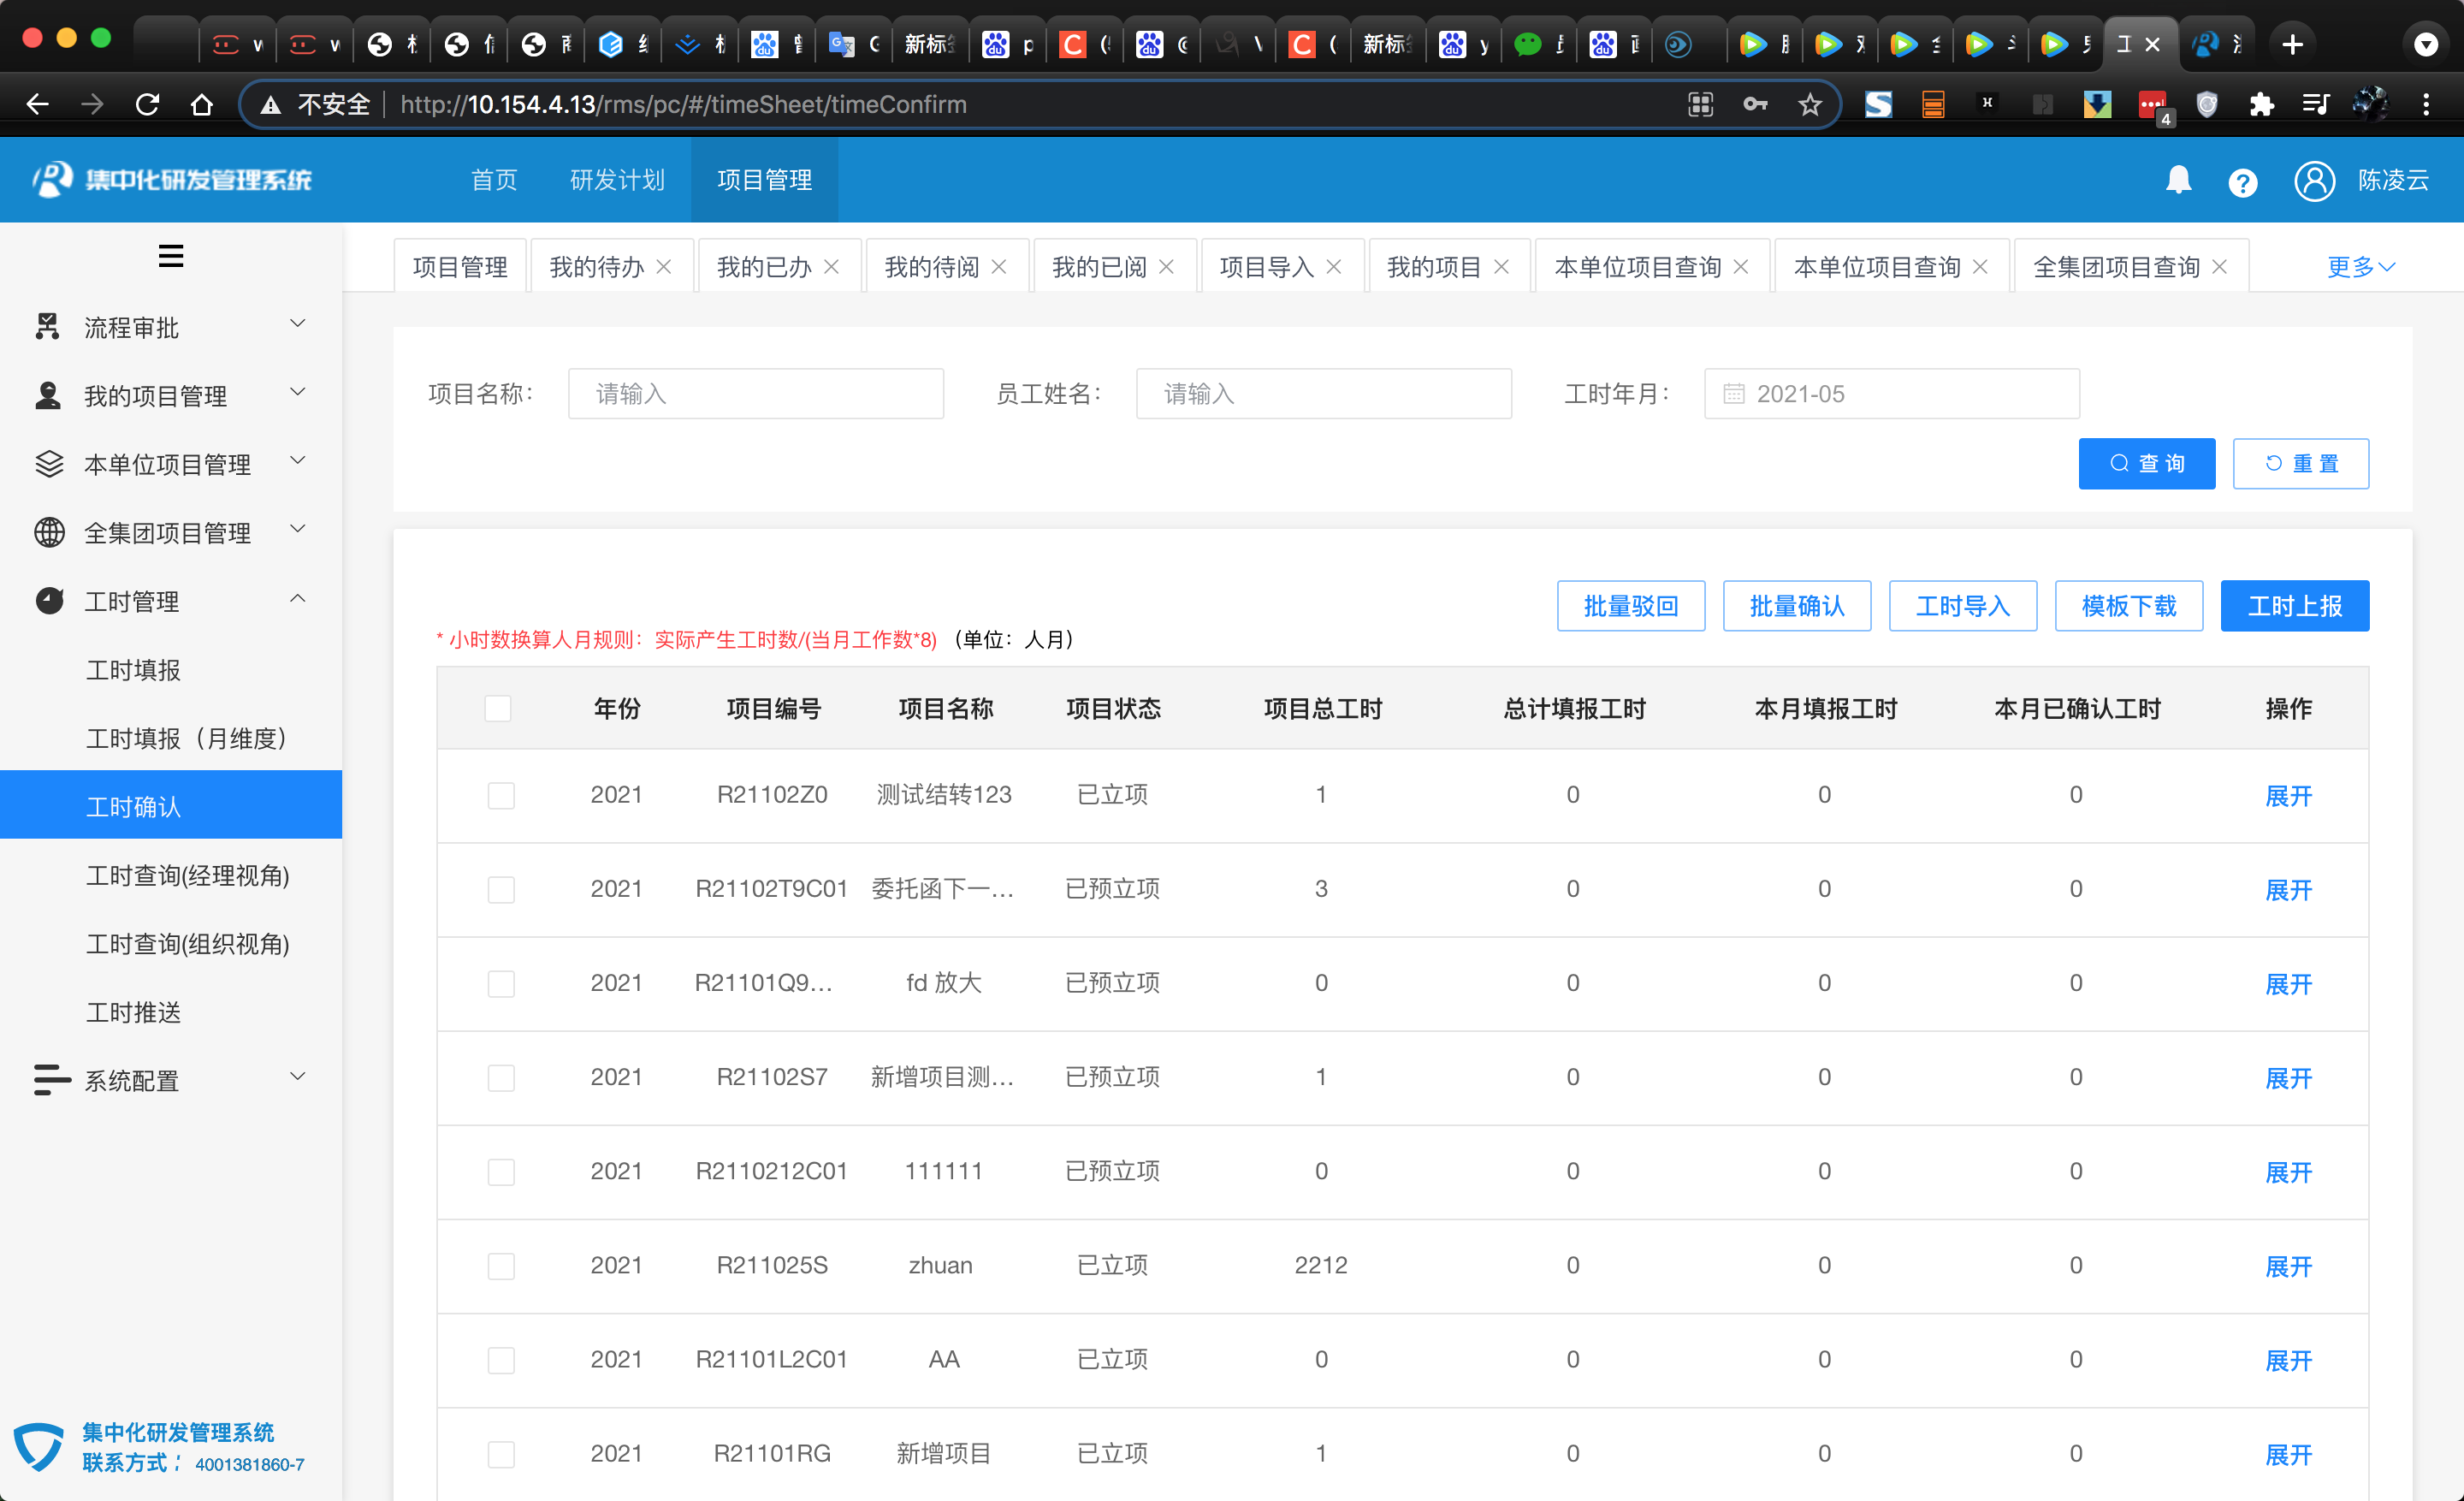 新标
新标
不安全
http://10.154.4.13/rms/pc/#/timeSheet/timeConfirm
4
集中化研发管理系统
首页
研发计划
项目管理
陈凌云
项目管理
我的待办
我的已办
我的待阅
我的已阅
项目导入
我的项目
本单位项目查询
本单位项目查询
全集团项目查询
更多
流程审批
我的项目管理
本单位项目管理
全集团项目管理
工时管理
工时填报
工时填报（月维度）
工时确认
工时查询(经理视角)
工时查询(组织视角)
工时推送
系统配置
集中化研发管理系统
联系方式： 4001381860-7
项目名称： 请输入
员工姓名： 请输入
工时年月： 2021-05
查 询
重 置
批量驳回
批量确认
工时导入
模板下载
工时上报
* 小时数换算人月规则：实际产生工时数/(当月工作数*8) （单位：人月）
年份 项目编号 项目名称 项目状态 项目总工时 总计填报工时 本月填报工时 本月已确认工时 操作
2021 R21102Z0 测试结转123 已立项 1 0 0 0 展开
2021 R21102T9C01 委托函下一... 已预立项 3 0 0 0 展开
2021 R21101Q9... fd 放大 已预立项 0 0 0 0 展开
2021 R21102S7 新增项目测... 已预立项 1 0 0 0 展开
2021 R2110212C01 111111 已预立项 0 0 0 0 展开
2021 R211025S zhuan 已立项 2212 0 0 0 展开
2021 R21101L2C01 AA 已立项 0 0 0 0 展开
2021 R21101RG 新增项目 已立项 1 0 0 0 展开